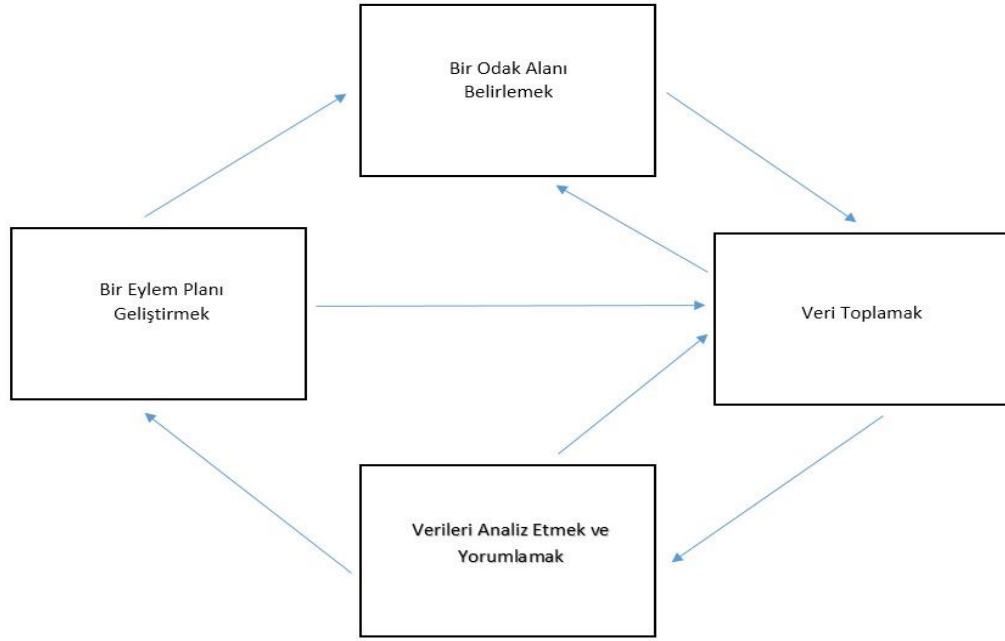 Bir Odak Alanı
Belirlemek
Bir Eylem Planı
Geliştirmek
Veri Toplamak
Verileri Analiz Etmek ve
Yorumlamak